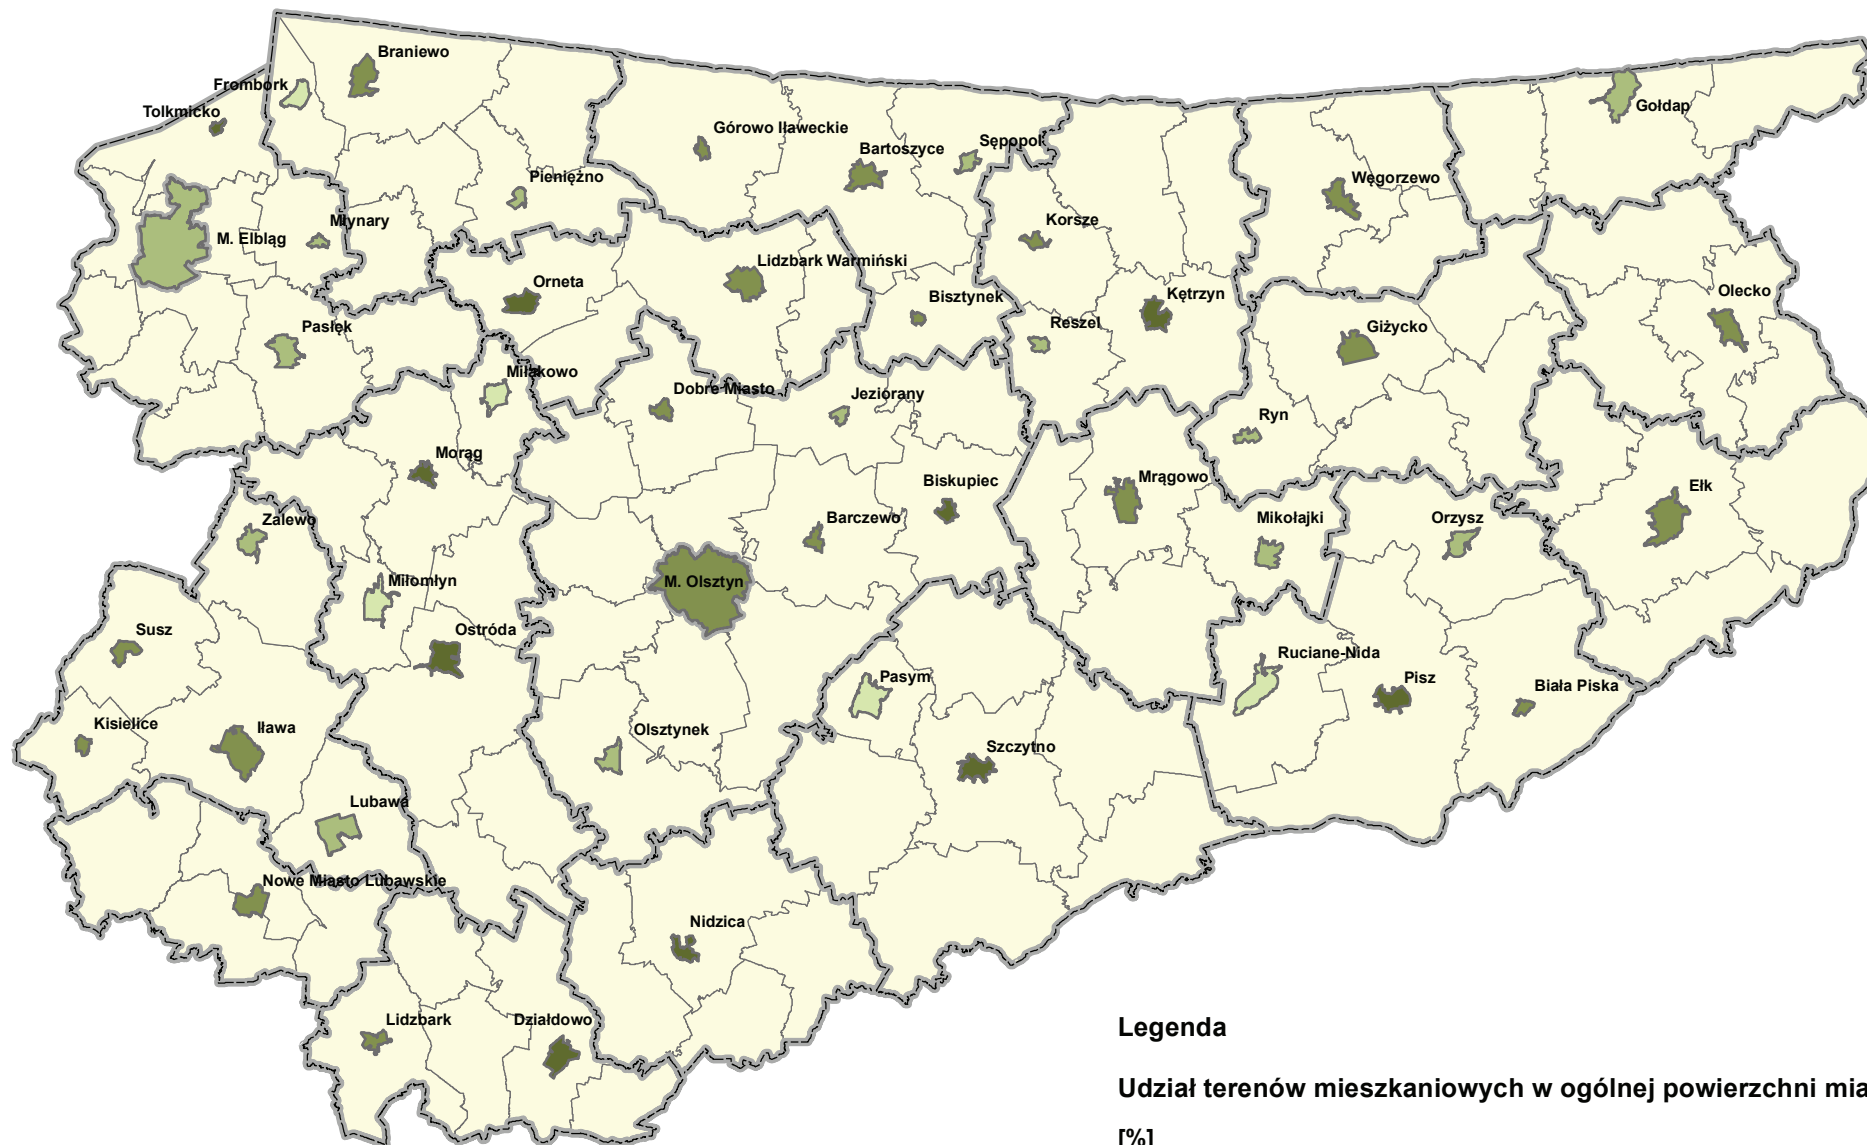 Braniewo
Frombork
Tolkmicko
Gołdap
Górowo Iławeckie
Bartoszyce
Sępopol
Pieniężno
Węgorzewo
Młynary
Korsze
M. Elbląg
Lidzbark Warmiński
Orneta
Bisztynek
Kętrzyn
Olecko
Pasłęk
Reszel
Giżycko
Miłakowo
Dobre Miasto
Jeziorany
Ryn
Morąg
Biskupiec
Mrągowo
Ełk
Zalewo
Barczewo
Mikołajki
Orzysz
Miłomłyn
M. Olsztyn
Susz
Ostróda
Ruciane-Nida
Pasym
Pisz
Biała Piska
Kisielice
Iława
Olsztynek
Szczytno
Lubawa
Nowe Miasto Lubawskie
Nidzica
Lidzbark
Działdowo
Legenda
Udział terenów mieszkaniowych w ogólnej powierzchni mia
[%]